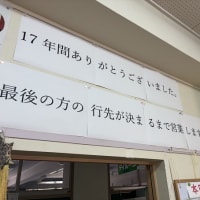 17年間ありがとうございました。
最後の方の行先が決まるまで営業します